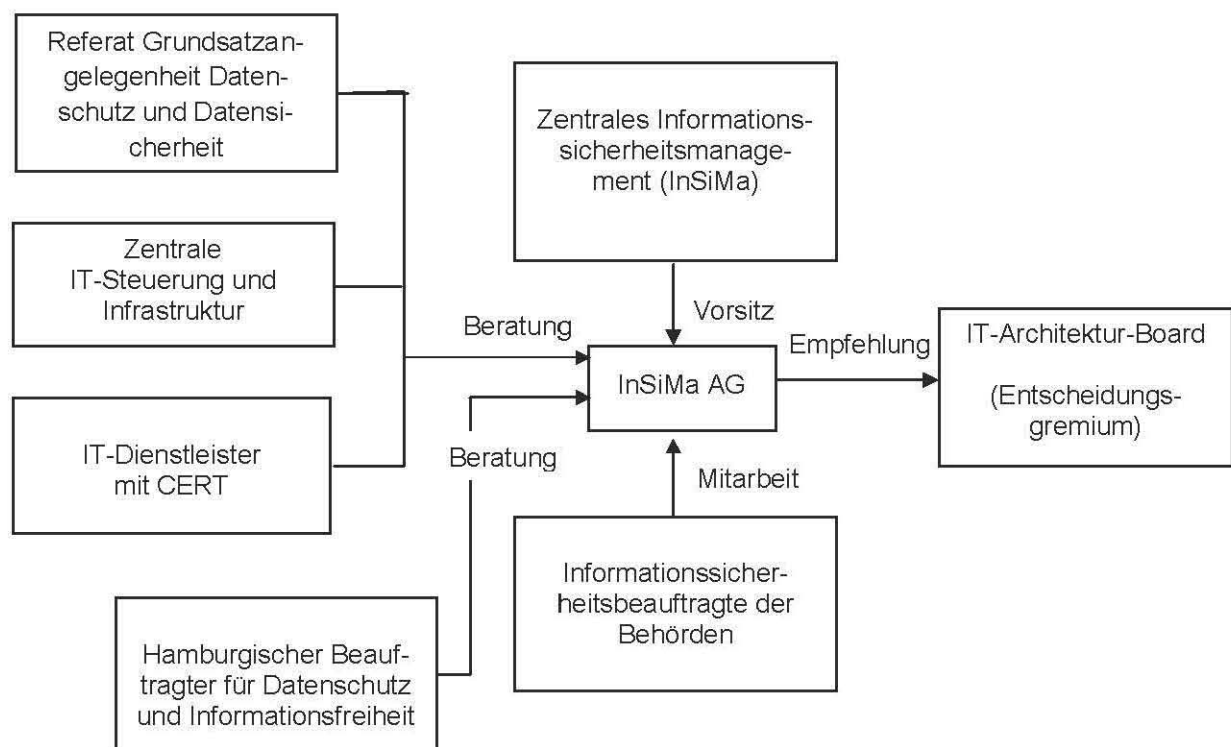 Referat Grundsatzan-
gelegenheit Daten-
schutz und Datensi-
cherheit
Zentrales Informations-
sicherheitsmanage-
ment (InSiMa)
Zentrale
IT-Steuerung und
Infrastruktur
Vorsitz
Beratung
Empfehlung
IT-Architektur-Board
(Entscheidungs-
gremium)
InSiMa AG
IT-Dienstleister
mit CERT
Beratung
Mitarbeit
Informationssicher-
heitsbeauftragte der
Behörden
Hamburgischer Beauf-
tragter für Datenschutz
und Informationsfreiheit